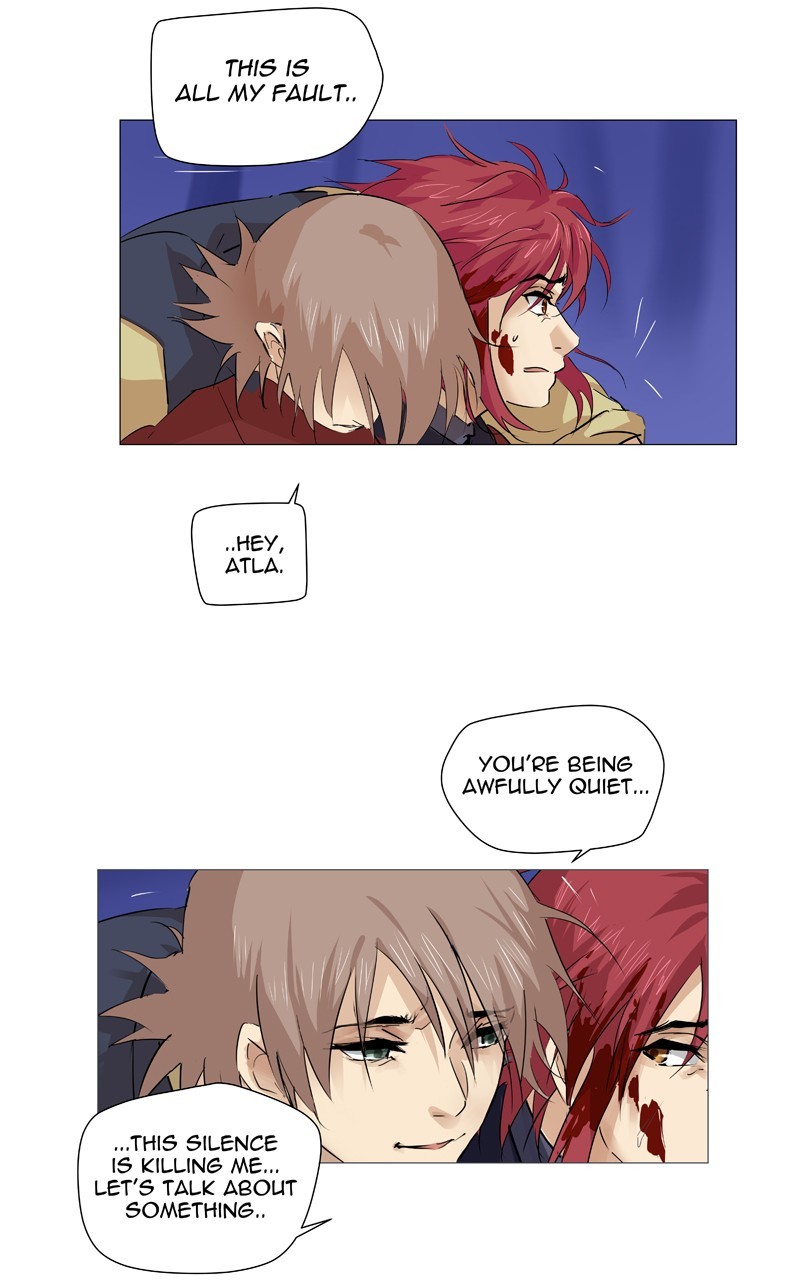 THIS IS
ALL MY FAULT..
..HEY,
ATLA.
YOU'RE BEING
AWFULLY QUIET...
...THIS SILENCE
IS KILLING ME...
LET'S TALK ABOUT
SOMETHING..